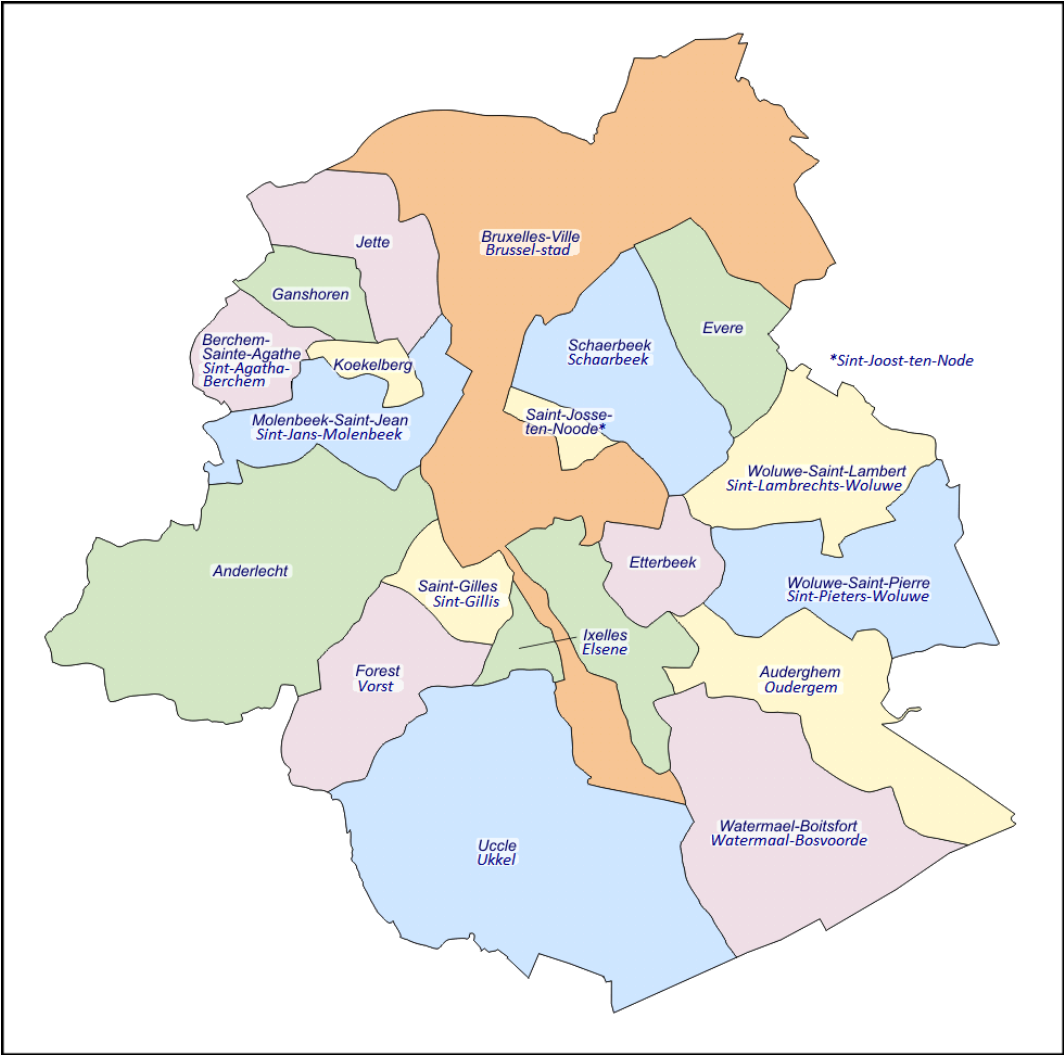 Bruxelles-Ville
Brussel-stad
Jette
Ganshoren
Evere
Berchem-
Sainte-Agathe
Sint-Agatha-
Berchem
Schaerbeek
Schaarbeek
Koekelberg
*Sint-Joost-ten-Node
Saint-Josse-
ten-Noode*
Molenbeek-Saint-Jean
Sint-Jans-Molenbeek
Woluwe-Saint-Lambert
Sint-Lambrechts-Woluwe
Anderlecht
Etterbeek
Saint-Gilles
Sint-Gillis
Woluwe-Saint-Pierre
Sint-Pieters-Woluwe
Ixelles
Elsene
Forest
Vorst
Auderghem
Oudergem
Watermael-Boitsfort
Watermaal-Bosvoorde
Uccle
Ukkel